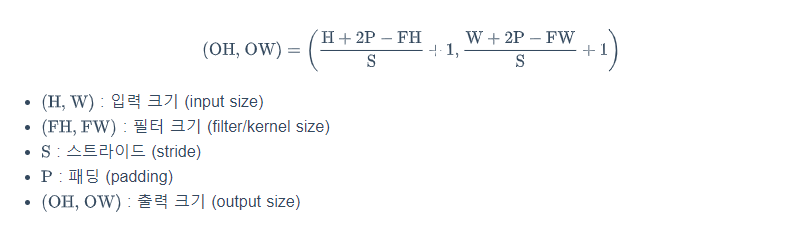 (OH, OW) = ( (H + 2P − FH)/S + 1, (W + 2P − FW)/S + 1 )
• (H, W) : 입력 크기 (input size)
• (FH, FW) : 필터 크기 (filter/kernel size)
• S : 스트라이드 (stride)
• P : 패딩 (padding)
• (OH, OW) : 출력 크기 (output size)